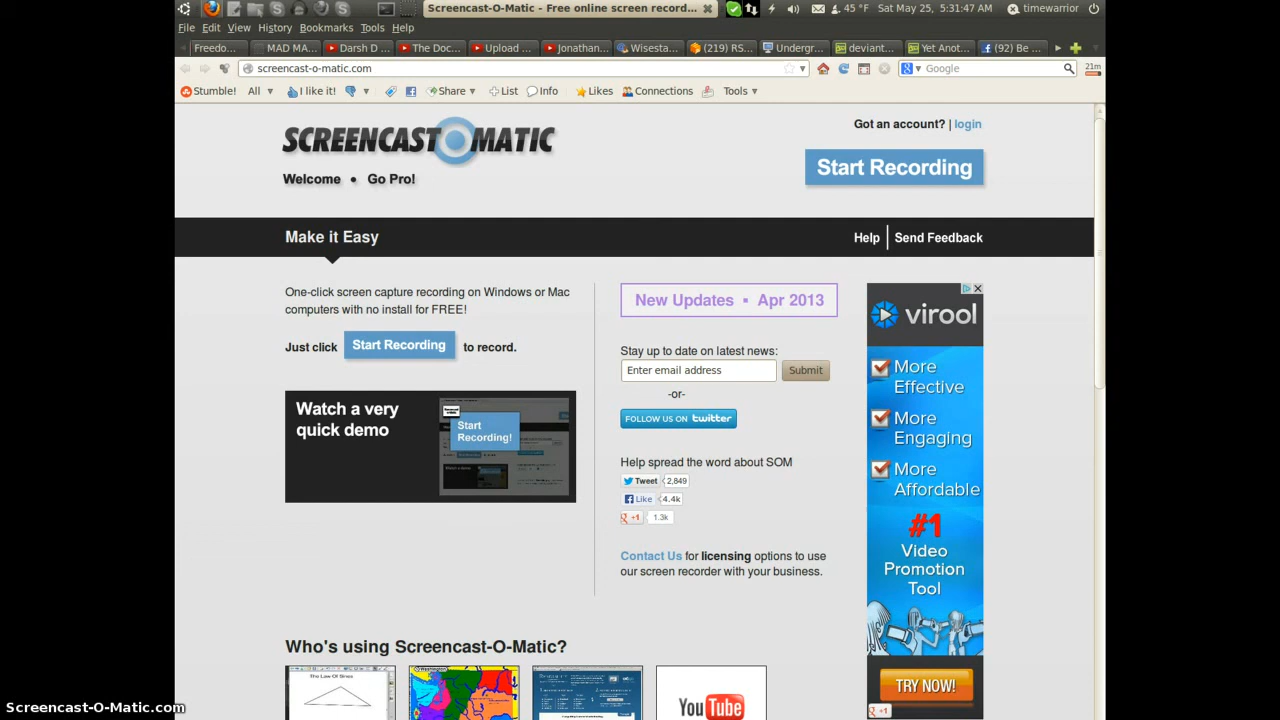 Screencast-O-Matic - Free online screen record...
45 °F
Sat May 25, 5:31:47 AM
timewarrior
File Edit View History Bookmarks Tools Help
Freedo... MAD MA... Darsh D... The Doc... Upload ... Jonathan... Wisesta... (219) RS... Undergr... deviant... Yet Anot... (92) Be ...
screencast-o-matic.com
Google
21m
Stumble! All I like it! Share List Info Likes Connections Tools
SCREENCAST O MATIC
Got an account? | login
Start Recording
Welcome • Go Pro!
Make it Easy
Help Send Feedback
One-click screen capture recording on Windows or Mac
computers with no install for FREE!
Just click Start Recording to record.
Watch a very
quick demo
Start
Recording!
New Updates ▪ Apr 2013
Stay up to date on latest news:
Enter email address Submit
-or-
FOLLOW US ON twitter
Help spread the word about SOM
Tweet 2,849
Like 4.4k
+1 1.3k
Contact Us for licensing options to use
our screen recorder with your business.
virool
More
Effective
More
Engaging
More
Affordable
#1
Video
Promotion
Tool
TRY NOW!
+1
Who's using Screencast-O-Matic?
The Law Of Sines
Washington
YouTube
Screencast-O-Matic.com